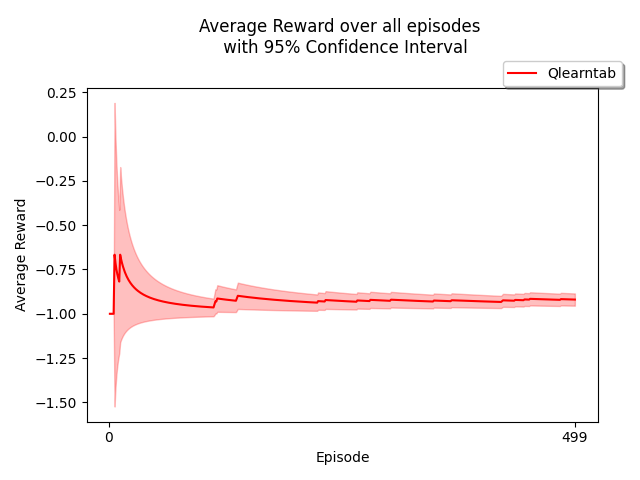 Average Reward over all episodes
with 95% Confidence Interval
Qlearntab
0.25
0.00
−0.25
−0.50
−0.75
−1.00
−1.25
−1.50
Average Reward
0
499
Episode